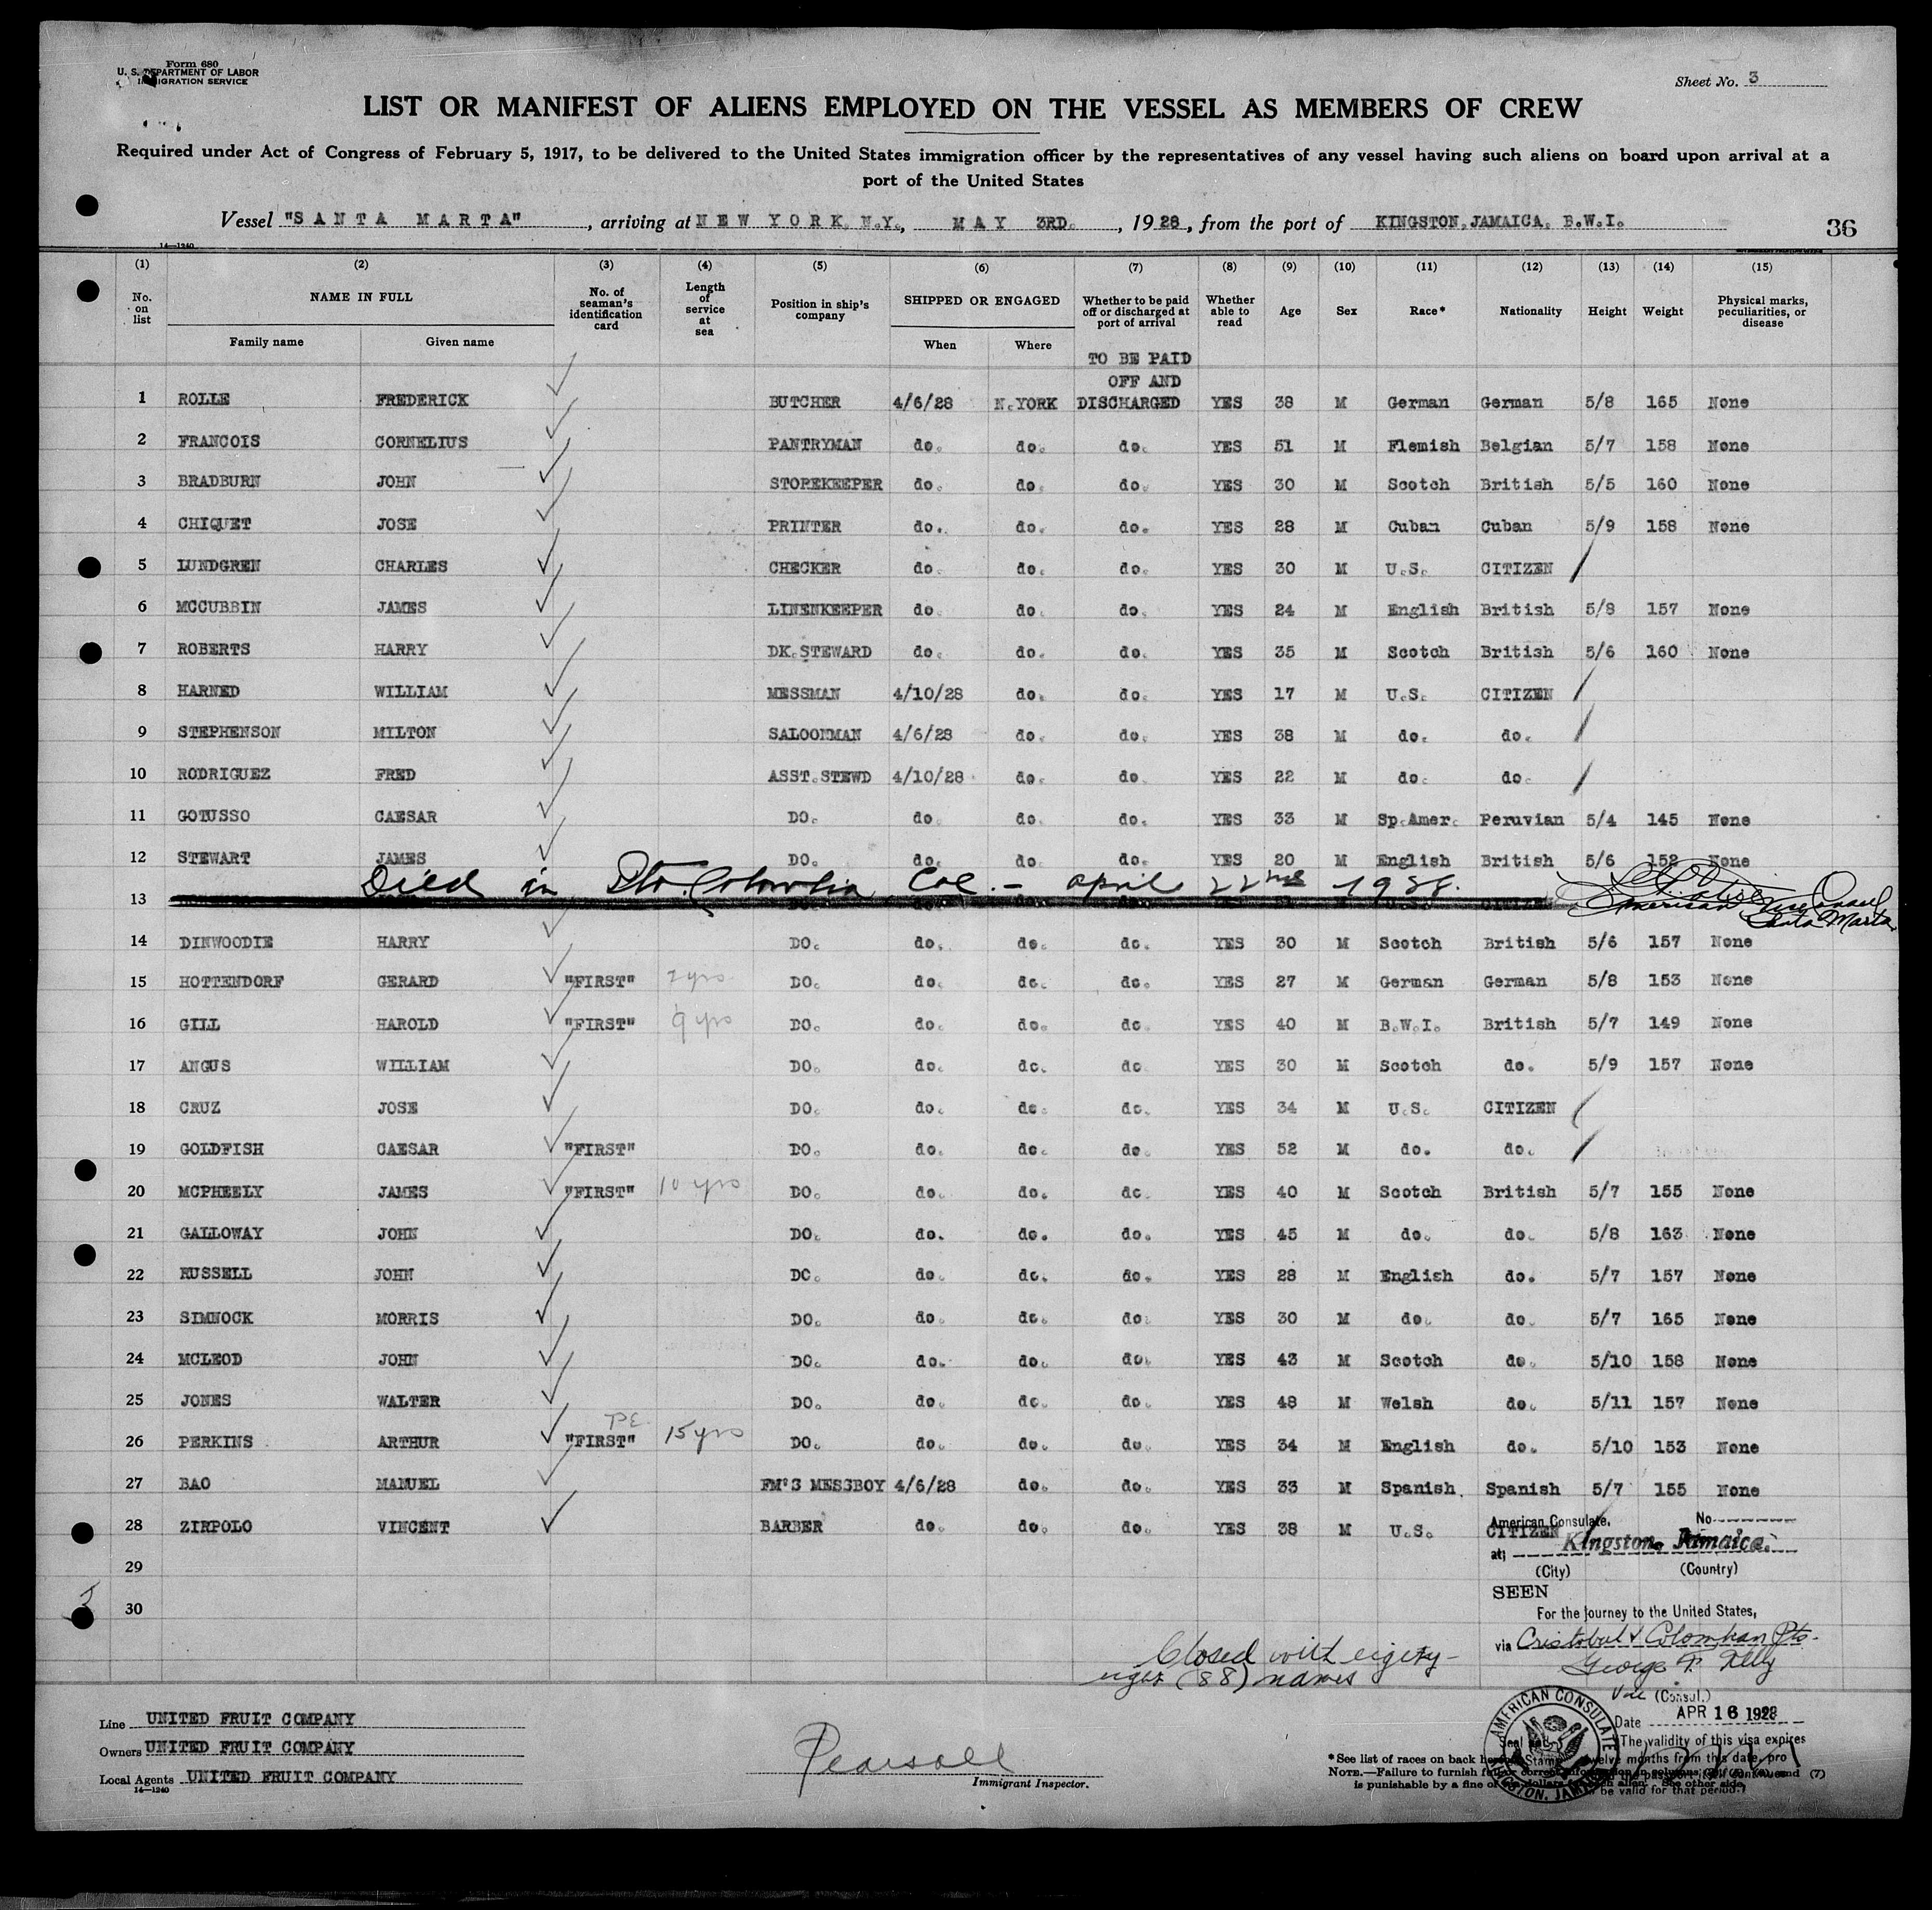 Form 680
U. S. DEPARTMENT OF LABOR
IMMIGRATION SERVICE
Sheet No. 3
LIST OR MANIFEST OF ALIENS EMPLOYED ON THE VESSEL AS MEMBERS OF CREW
Required under Act of Congress of February 5, 1917, to be delivered to the United States immigration officer by the representatives of any vessel having such aliens on board upon arrival at a
port of the United States
Vessel "SANTA MARTA", arriving at NEW YORK, N.Y., MAY 3RD., 1928, from the port of KINGSTON, JAMAICA, B.W.I.
36
14—1240
(1) (2) (3) (4) (5) (6) (7) (8) (9) (10) (11) (12) (13) (14) (15)
No. on list NAME IN FULL Family name Given name No. of seaman's identification card Length of service at sea Position in ship's company SHIPPED OR ENGAGED When Where Whether to be paid off or discharged at port of arrival Whether able to read Age Sex Race* Nationality Height Weight Physical marks, peculiarities, or disease
TO BE PAID
OFF AND
1 ROLLE FREDERICK BUTCHER 4/6/28 N.YORK DISCHARGED YES 38 M German German 5/8 165 None
2 FRANCOIS CORNELIUS PANTRYMAN do. do. do. YES 51 M Flemish Belgian 5/7 158 None
3 BRADBURN JOHN STOREKEEPER do. do. do. YES 30 M Scotch British 5/5 160 None
4 CHIQUET JOSE PRINTER do. do. do. YES 28 M Cuban Cuban 5/9 158 None
5 LUNDGREN CHARLES CHECKER do. do. do. YES 30 M U.S. CITIZEN
6 MCCUBBIN JAMES LINENKEEPER do. do. do. YES 24 M English British 5/8 157 None
7 ROBERTS HARRY DK.STEWARD do. do. do. YES 35 M Scotch British 5/6 160 None
8 HARNED WILLIAM MESSMAN 4/10/28 do. do. YES 17 M U.S. CITIZEN
9 STEPHENSON MILTON SALOONMAN 4/6/28 do. do. YES 38 M do. do.
10 RODRIGUEZ FRED ASST.STEWD 4/10/28 do. do. YES 22 M do. do.
11 GOTUSSO CAESAR DO. do. do. do. YES 33 M Sp.Amer. Peruvian 5/4 145 None
12 STEWART JAMES DO. do. do. do. YES 20 M English British 5/6 152 None
Died in Pto. Colombia Col. - April 22nd 1928.
13
American Vice Consul
Santa Marta
14 DINWOODIE HARRY DO. do. do. do. YES 30 M Scotch British 5/6 157 None
15 HOTTENDORF GERARD "FIRST" 2 yrs DO. do. do. do. YES 27 M German German 5/8 153 None
16 GILL HAROLD "FIRST" 9 yrs DO. do. do. do. YES 40 M B.W.I. British 5/7 149 None
17 ANGUS WILLIAM DO. do. do. do. YES 30 M Scotch do. 5/9 157 None
18 CRUZ JOSE DO. do. do. do. YES 34 M U.S. CITIZEN
19 GOLDFISH CAESAR "FIRST" DO. do. do. do. YES 52 M do. do.
20 MCPHEELY JAMES "FIRST" 10 yrs DO. do. do. do. YES 40 M Scotch British 5/7 155 None
21 GALLOWAY JOHN DO. do. do. do. YES 45 M do. do. 5/8 163 None
22 RUSSELL JOHN DO. do. do. do. YES 28 M English do. 5/7 157 None
23 SIMNOCK MORRIS DO. do. do. do. YES 30 M do. do. 5/7 165 None
24 MCLEOD JOHN DO. do. do. do. YES 43 M Scotch do. 5/10 158 None
25 JONES WALTER DO. do. do. do. YES 48 M Welsh do. 5/11 157 None
26 PERKINS ARTHUR "FIRST" 15 yrs DO. do. do. do. YES 34 M English do. 5/10 153 None
27 BAO MANUEL FM'S MESSBOY 4/6/28 do. do. YES 33 M Spanish Spanish 5/7 155 None
28 ZIRPOLO VINCENT BARBER do. do. do. YES 38 M U.S. CITIZEN
29
30
American Consulate, No
at Kingston, Jamaica.
(City) (Country)
SEEN
For the journey to the United States,
via Cristobal & Colombian Pts.
George T.
Vice (Consul.)
Date APR 16 1928
The validity of this visa expires
AMERICAN CONSULATE
KINGSTON, JAMAICA
Closed with eighty-
eight (88) names
Line UNITED FRUIT COMPANY
Owners UNITED FRUIT COMPANY
Local Agents UNITED FRUIT COMPANY
14—1240
Pearsall
Immigrant Inspector.
*See list of races on back
NOTE.—Failure to furnish
is punishable by a fine of